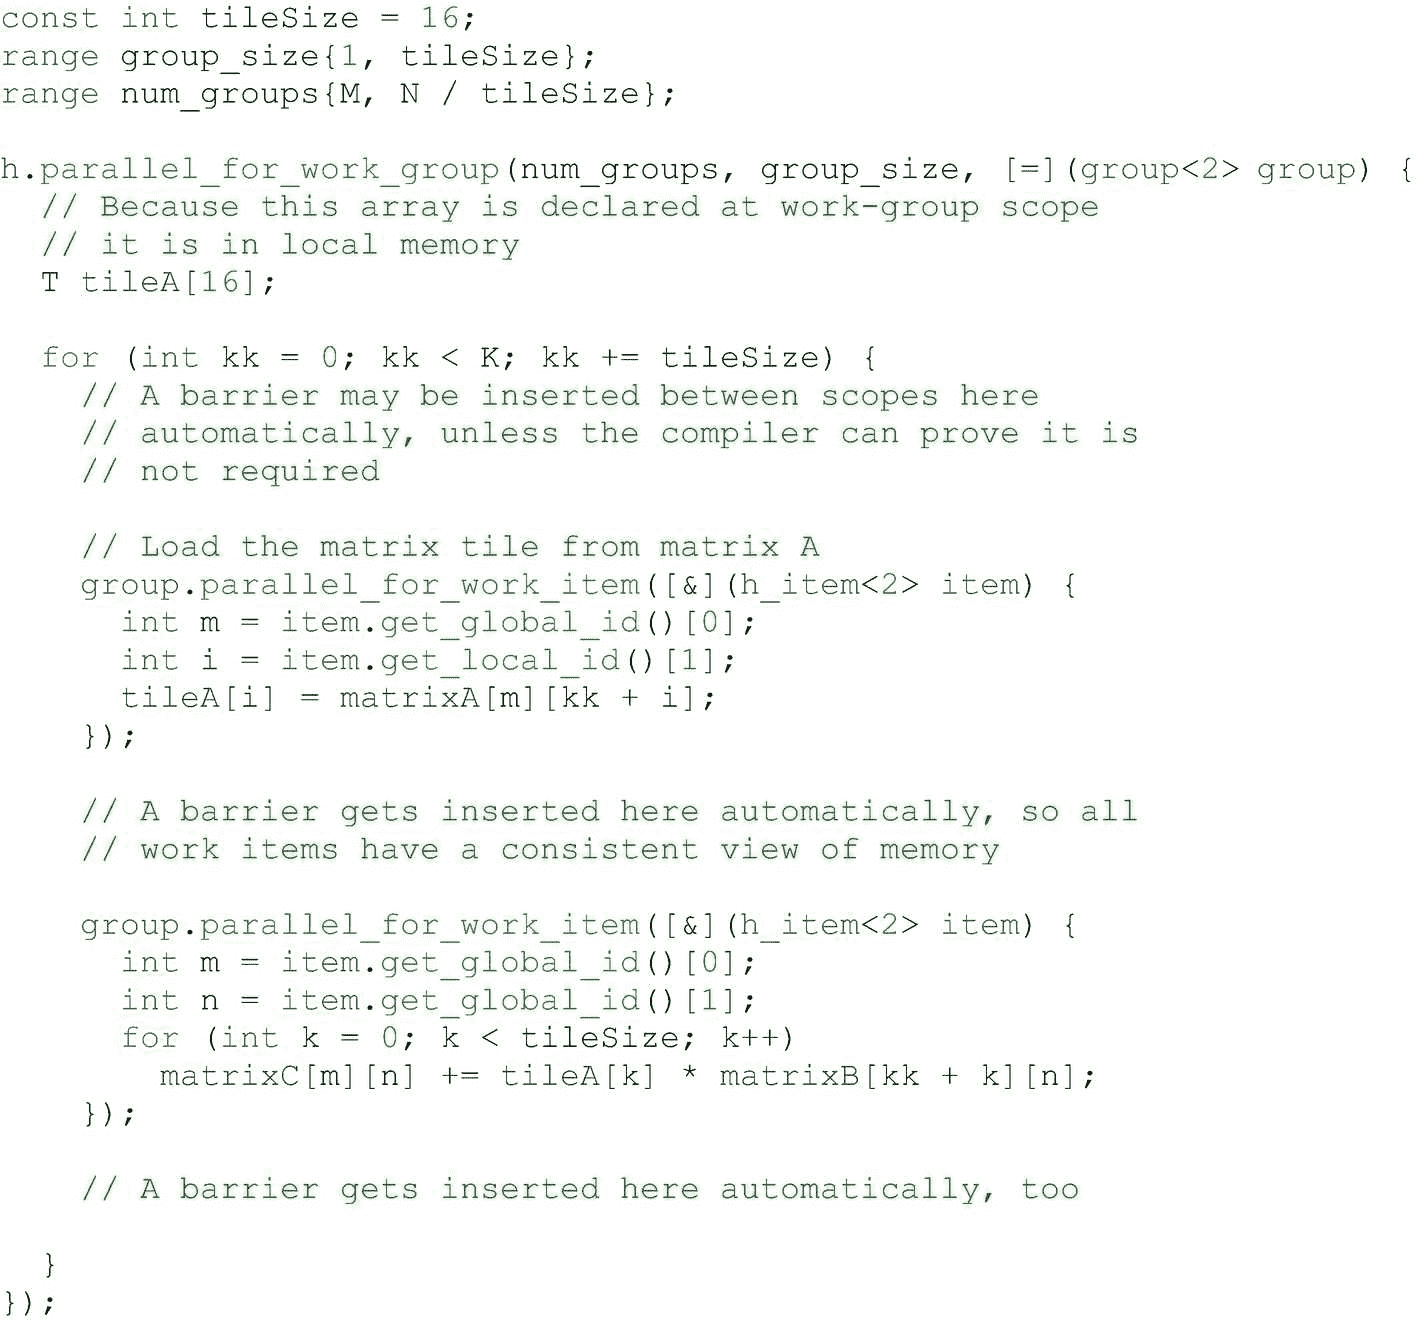 const int tileSize = 16;
range group_size{1, tileSize};
range num_groups{M, N / tileSize};

h.parallel_for_work_group(num_groups, group_size, [=](group<2> group) {
  // Because this array is declared at work-group scope
  // it is in local memory
  T tileA[16];

  for (int kk = 0; kk < K; kk += tileSize) {
    // A barrier may be inserted between scopes here
    // automatically, unless the compiler can prove it is
    // not required

    // Load the matrix tile from matrix A
    group.parallel_for_work_item([&](h_item<2> item) {
      int m = item.get_global_id()[0];
      int i = item.get_local_id()[1];
      tileA[i] = matrixA[m][kk + i];
    });

    // A barrier gets inserted here automatically, so all
    // work items have a consistent view of memory

    group.parallel_for_work_item([&](h_item<2> item) {
      int m = item.get_global_id()[0];
      int n = item.get_global_id()[1];
      for (int k = 0; k < tileSize; k++)
        matrixC[m][n] += tileA[k] * matrixB[kk + k][n];
    });

    // A barrier gets inserted here automatically, too

  }
});